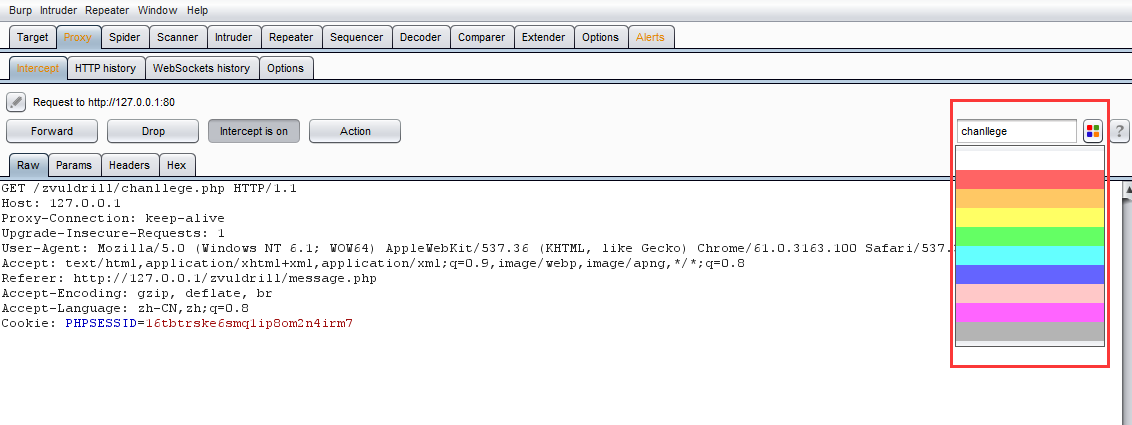 Burp Intruder Repeater Window Help
Target Proxy Spider Scanner Intruder Repeater Sequencer Decoder Comparer Extender Options Alerts
Intercept HTTP history WebSockets history Options
Request to http://127.0.0.1:80
Forward Drop Intercept is on Action chanllege ?
Raw Params Headers Hex
GET /zvuldrill/chanllege.php HTTP/1.1
Host: 127.0.0.1
Proxy-Connection: keep-alive
Upgrade-Insecure-Requests: 1
User-Agent: Mozilla/5.0 (Windows NT 6.1; WOW64) AppleWebKit/537.36 (KHTML, like Gecko) Chrome/61.0.3163.100 Safari/537.
Accept: text/html,application/xhtml+xml,application/xml;q=0.9,image/webp,image/apng,*/*;q=0.8
Referer: http://127.0.0.1/zvuldrill/message.php
Accept-Encoding: gzip, deflate, br
Accept-Language: zh-CN,zh;q=0.8
Cookie: PHPSESSID=16tbtrske6smq1ip8om2n4irm7